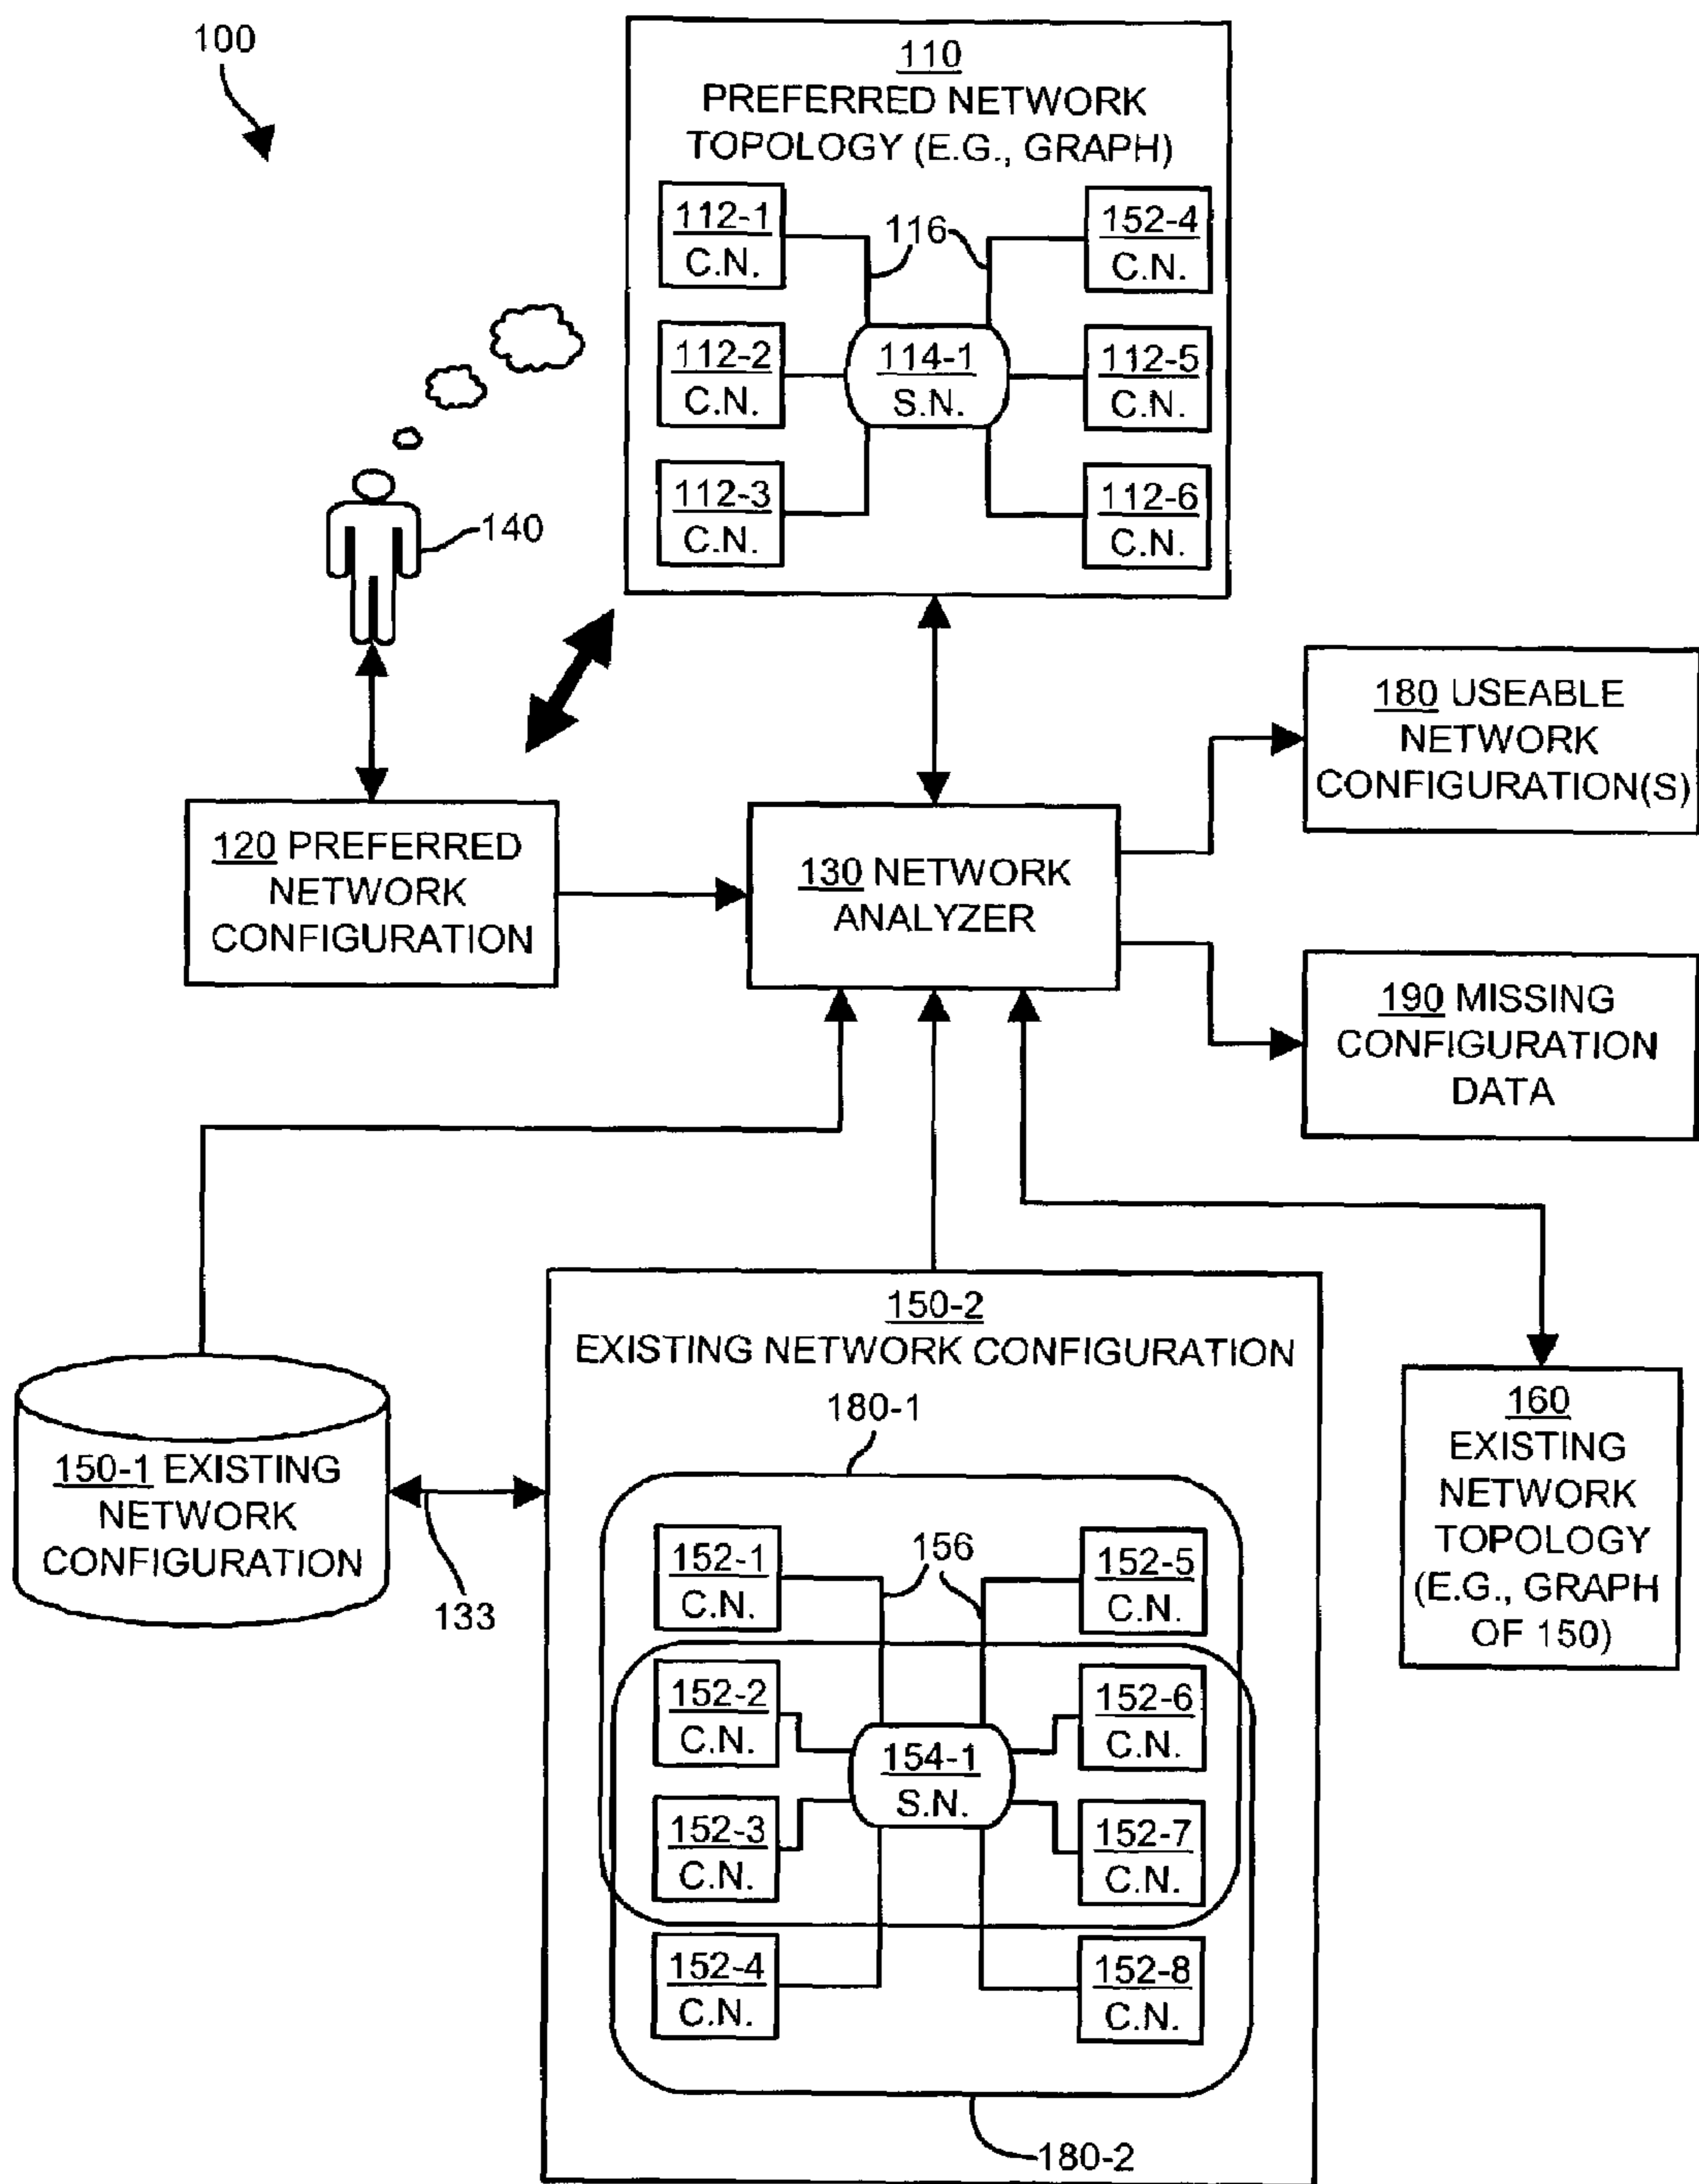 100
110
PREFERRED NETWORK
TOPOLOGY (E.G., GRAPH)
112-1
C.N.
116
152-4
C.N.
112-2
C.N.
114-1
S.N.
112-5
C.N.
112-3
C.N.
112-6
C.N.
140
120 PREFERRED
NETWORK
CONFIGURATION
130 NETWORK
ANALYZER
180 USEABLE
NETWORK
CONFIGURATION(S)
190 MISSING
CONFIGURATION
DATA
150-1 EXISTING
NETWORK
CONFIGURATION
133
150-2
EXISTING NETWORK CONFIGURATION
180-1
152-1
C.N.
156
152-5
C.N.
152-2
C.N.
152-6
C.N.
154-1
S.N.
152-3
C.N.
152-7
C.N.
152-4
C.N.
152-8
C.N.
180-2
160
EXISTING
NETWORK
TOPOLOGY
(E.G., GRAPH
OF 150)